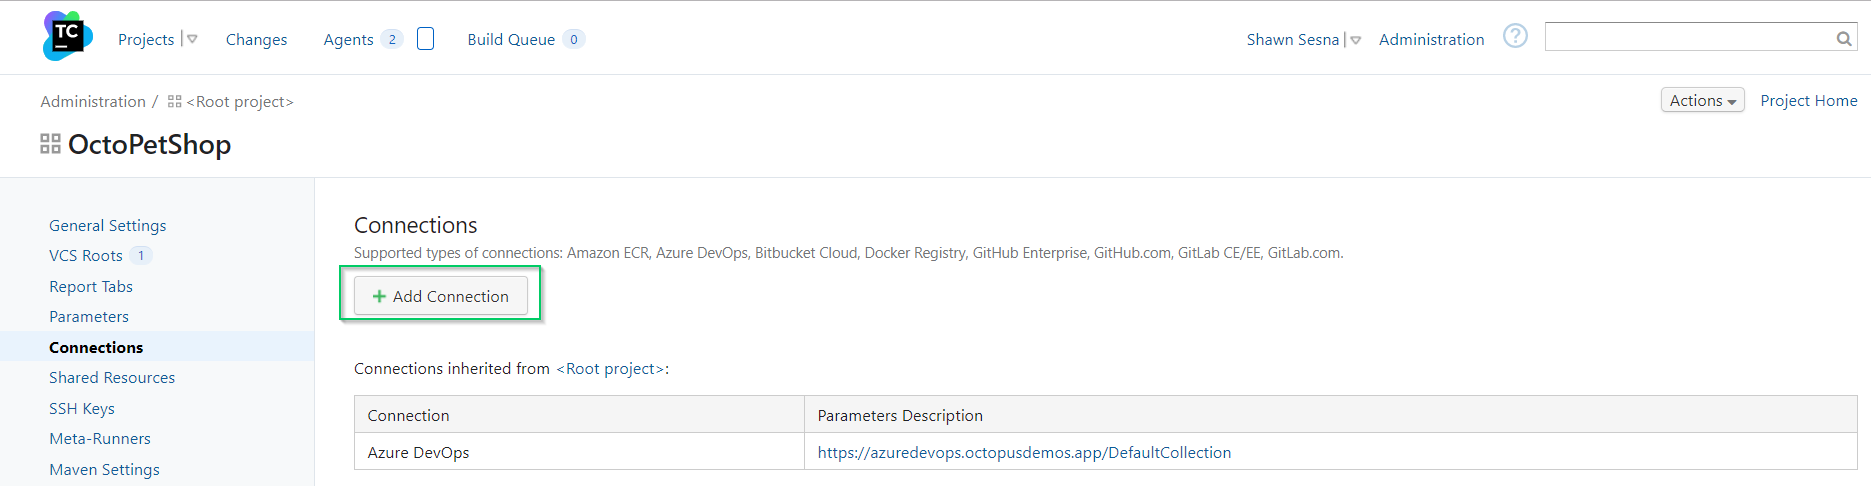 TC
Projects
Changes
Agents 2
Build Queue 0
Shawn Sesna
Administration
?
Administration / <Root project>
Actions
Project Home
OctoPetShop
General Settings
VCS Roots 1
Report Tabs
Parameters
Connections
Shared Resources
SSH Keys
Meta-Runners
Maven Settings
Connections
Supported types of connections: Amazon ECR, Azure DevOps, Bitbucket Cloud, Docker Registry, GitHub Enterprise, GitHub.com, GitLab CE/EE, GitLab.com.
+ Add Connection
Connections inherited from <Root project>:
Connection Parameters Description
Azure DevOps https://azuredevops.octopusdemos.app/DefaultCollection